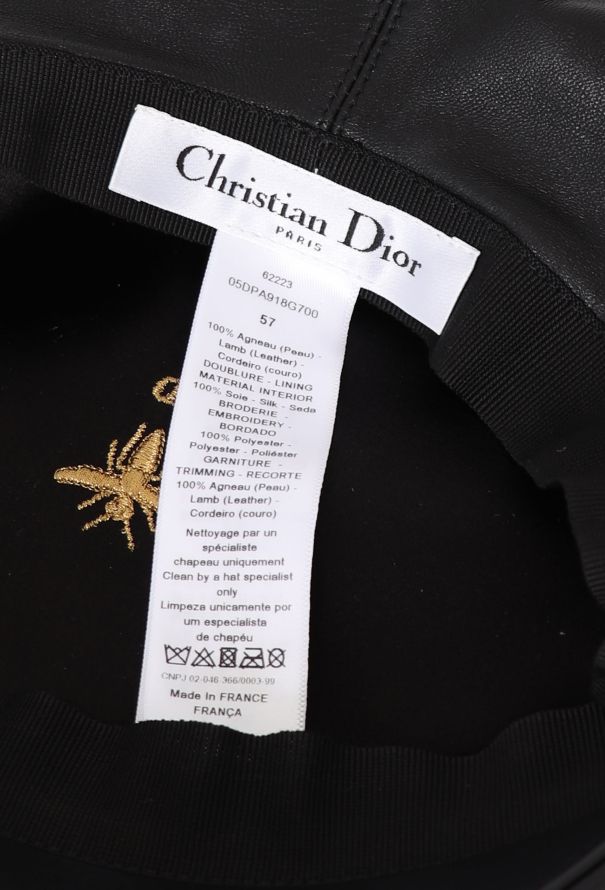 Christian Dior
PARIS
62223
05DPA918G700
57
100% Agneau (Peau) -
Lamb (Leather) -
Cordeiro (couro)
DOUBLURE - LINING
MATERIAL INTERIOR
100% Soie - Silk - Seda
BRODERIE -
EMBROIDERY -
BORDADO
100% Polyester -
Polyester - Poliéster
GARNITURE -
TRIMMING - RECORTE
100% Agneau (Peau) -
Lamb (Leather) -
Cordeiro (couro)
Nettoyage par un
spécialiste
chapeau uniquement
Clean by a hat specialist
only
Limpeza unicamente por
um especialista
de chapéu
CNPJ 02-046-366/0003-99
Made In FRANCE
FRANÇA